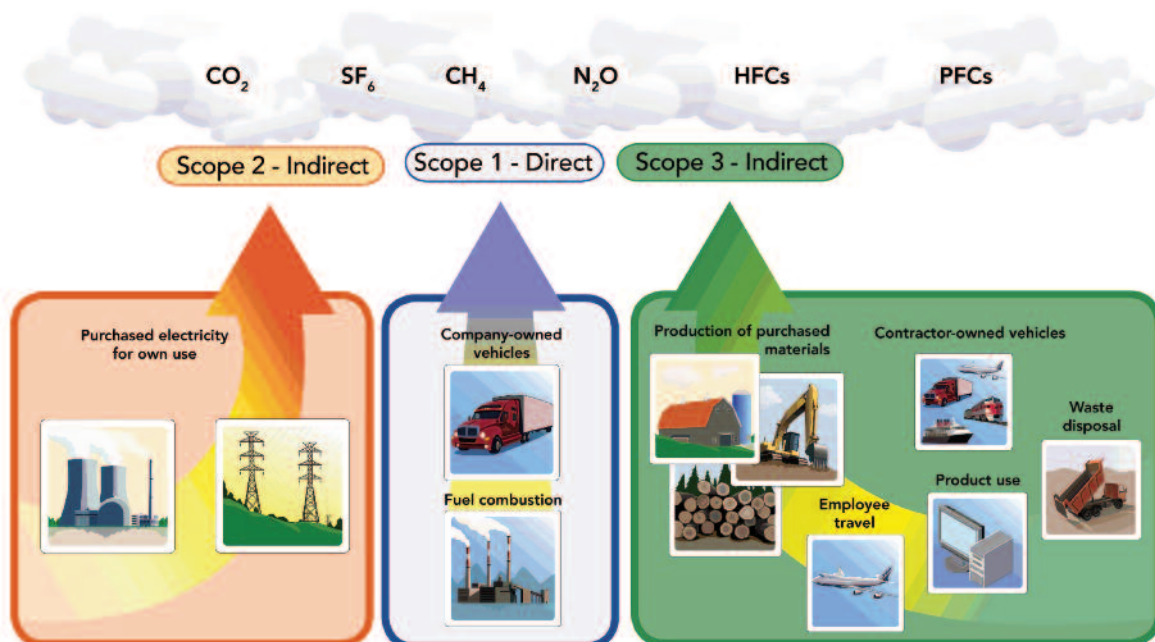 CO₂ SF₆ CH₄ N₂O HFCs PFCs
Scope 2 - Indirect
Scope 1 - Direct
Scope 3 - Indirect
Purchased electricity
for own use
Company-owned
vehicles
Fuel combustion
Production of purchased
materials
Contractor-owned vehicles
Waste
disposal
Product use
Employee
travel